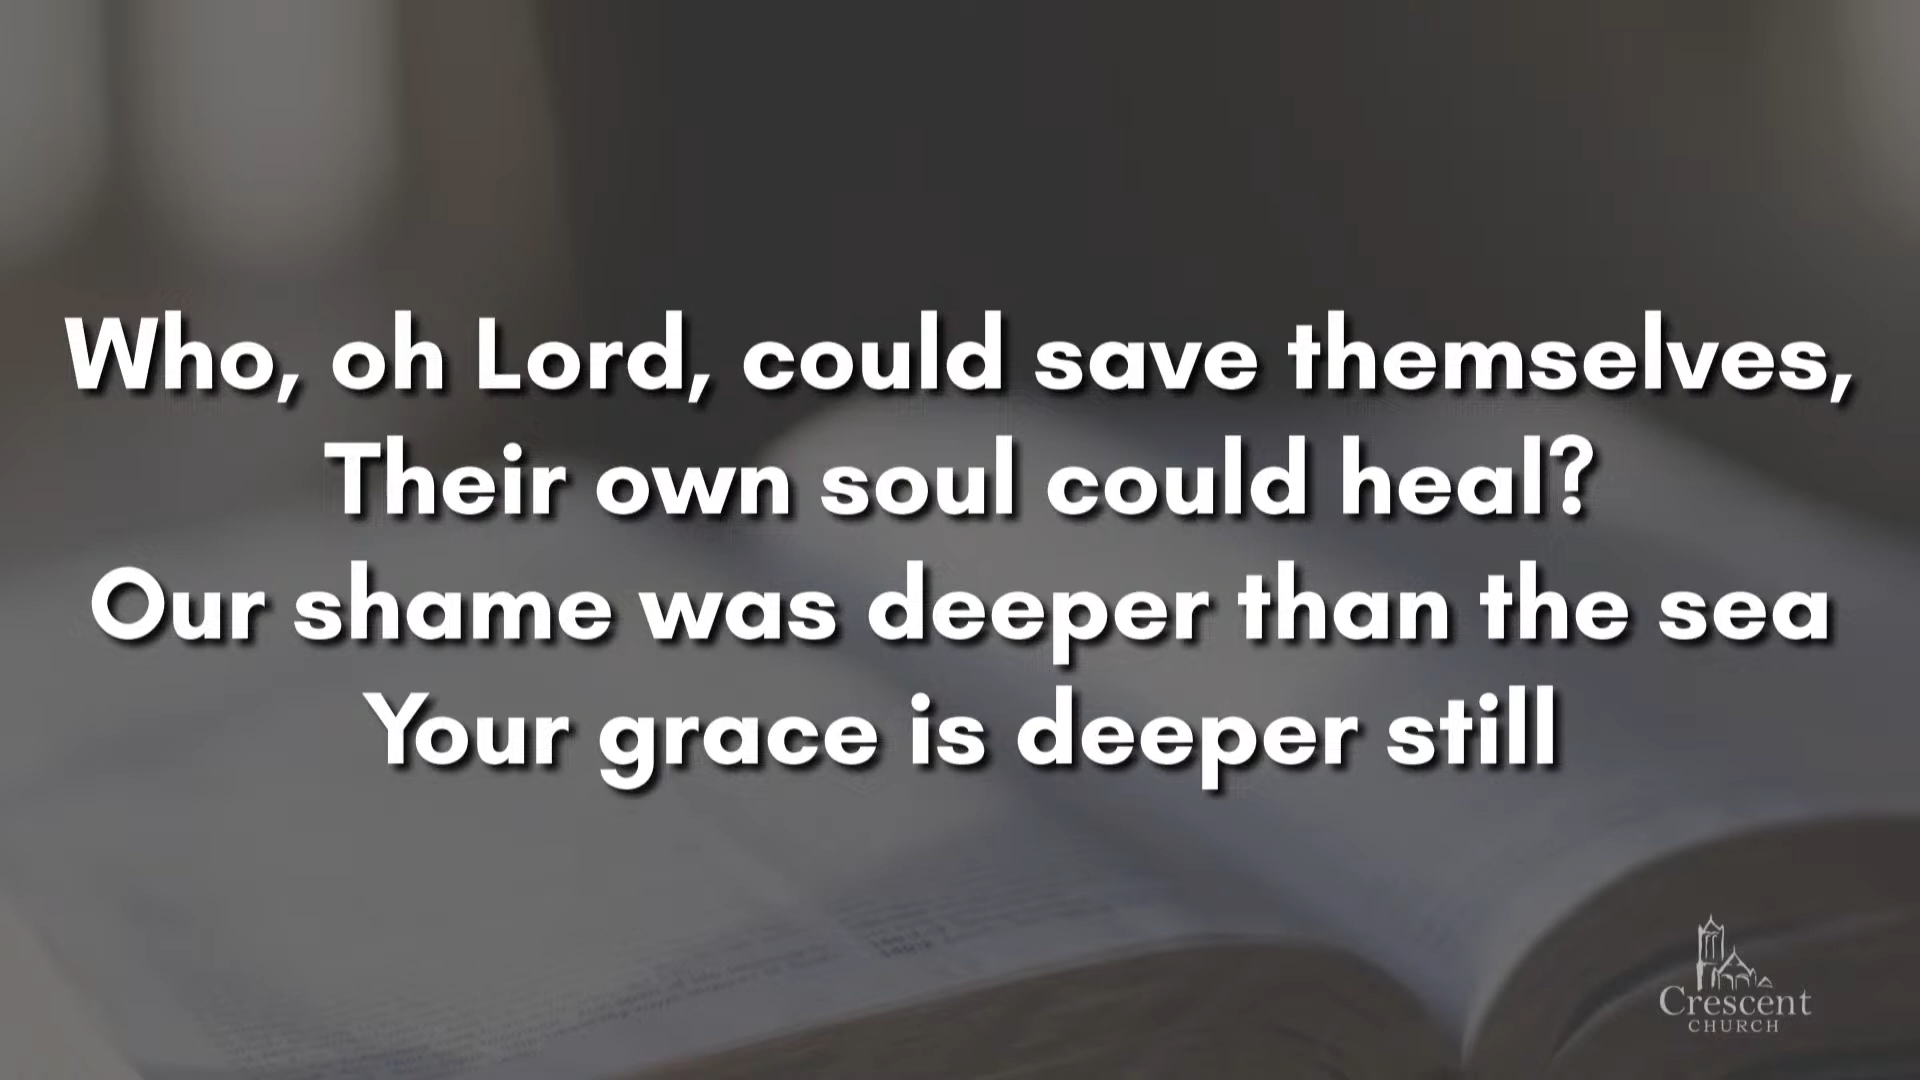 Who, oh Lord, could save themselves,
Their own soul could heal?
Our shame was deeper than the sea
Your grace is deeper still
Crescent
CHURCH